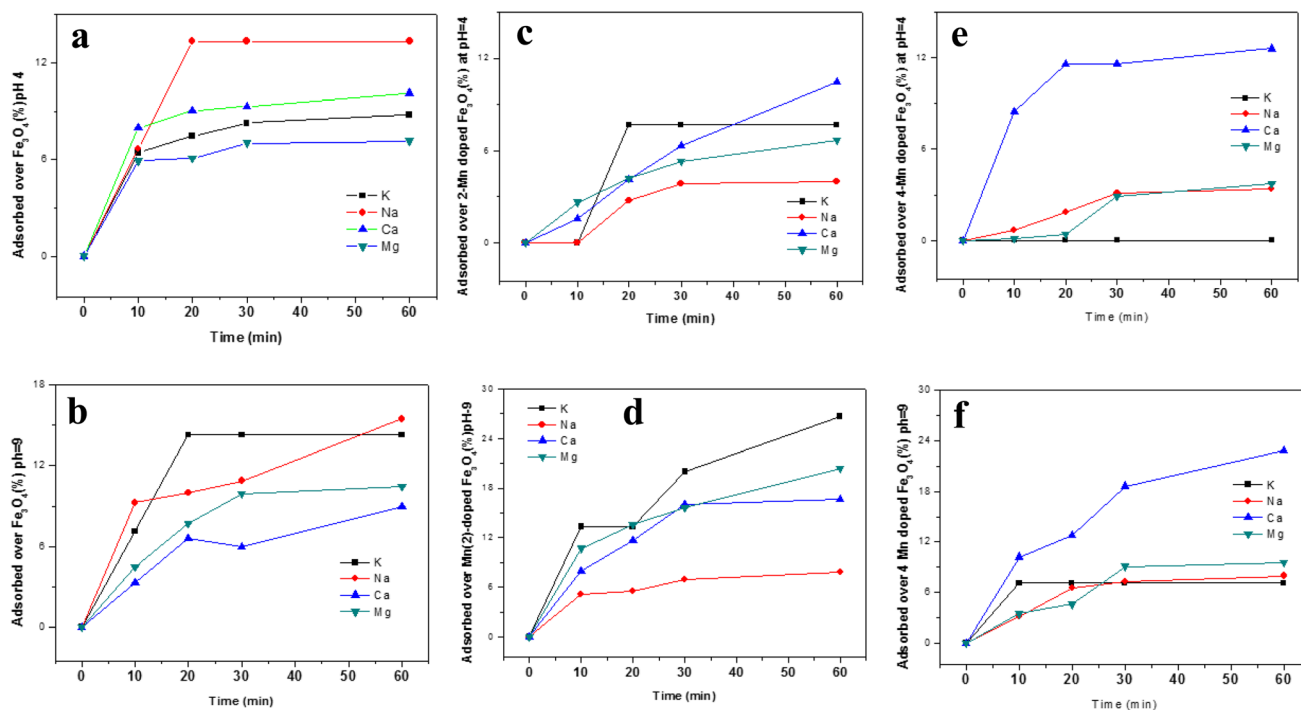 a
Adsorbed over Fe₃O₄(%)pH 4
12
6
0
K
Na
Ca
Mg
0 10 20 30 40 50 60
Time (min)
c
Adsorbed over 2-Mn doped Fe₃O₄(%) at pH=4
12
6
0
K
Na
Ca
Mg
0 10 20 30 40 50 60
Time (min)
e
Adsorbed over 4-Mn doped Fe₃O₄(%) at pH=4
12
8
4
0
K
Na
Ca
Mg
0 10 20 30 40 50 60
Time (min)
b
Adsorbed over Fe₃O₄(%) ph=9
18
12
6
0
K
Na
Ca
Mg
0 10 20 30 40 50 60
Time (min)
d
Adsorbed over Mn(2)-doped Fe₃O₄(%)pH-9
30
24
18
12
6
0
K
Na
Ca
Mg
0 10 20 30 40 50 60
Time (min)
f
Adsorbed over 4 Mn doped Fe₃O₄(%) ph=9
30
24
18
12
6
0
K
Na
Ca
Mg
0 10 20 30 40 50 60
Time (min)